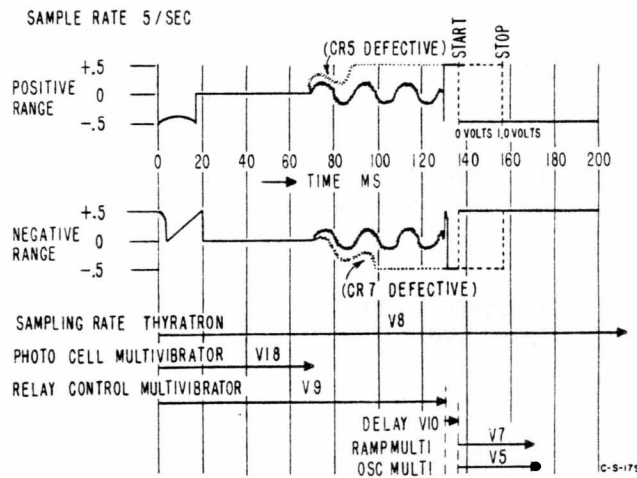 SAMPLE RATE 5/SEC
(CR5 DEFECTIVE)
START
STOP
POSITIVE
RANGE
+.5
0
-.5
0 VOLTS 1.0 VOLTS
0 20 40 60 80 100 120 140 160 180 200
TIME MS
NEGATIVE
RANGE
+.5
0
-.5
(CR7 DEFECTIVE)
SAMPLING RATE THYRATRON V8
PHOTO CELL MULTIVIBRATOR V18
RELAY CONTROL MULTIVIBRATOR V9
DELAY V10
RAMP MULTI V7
OSC MULTI V5
C-S-179